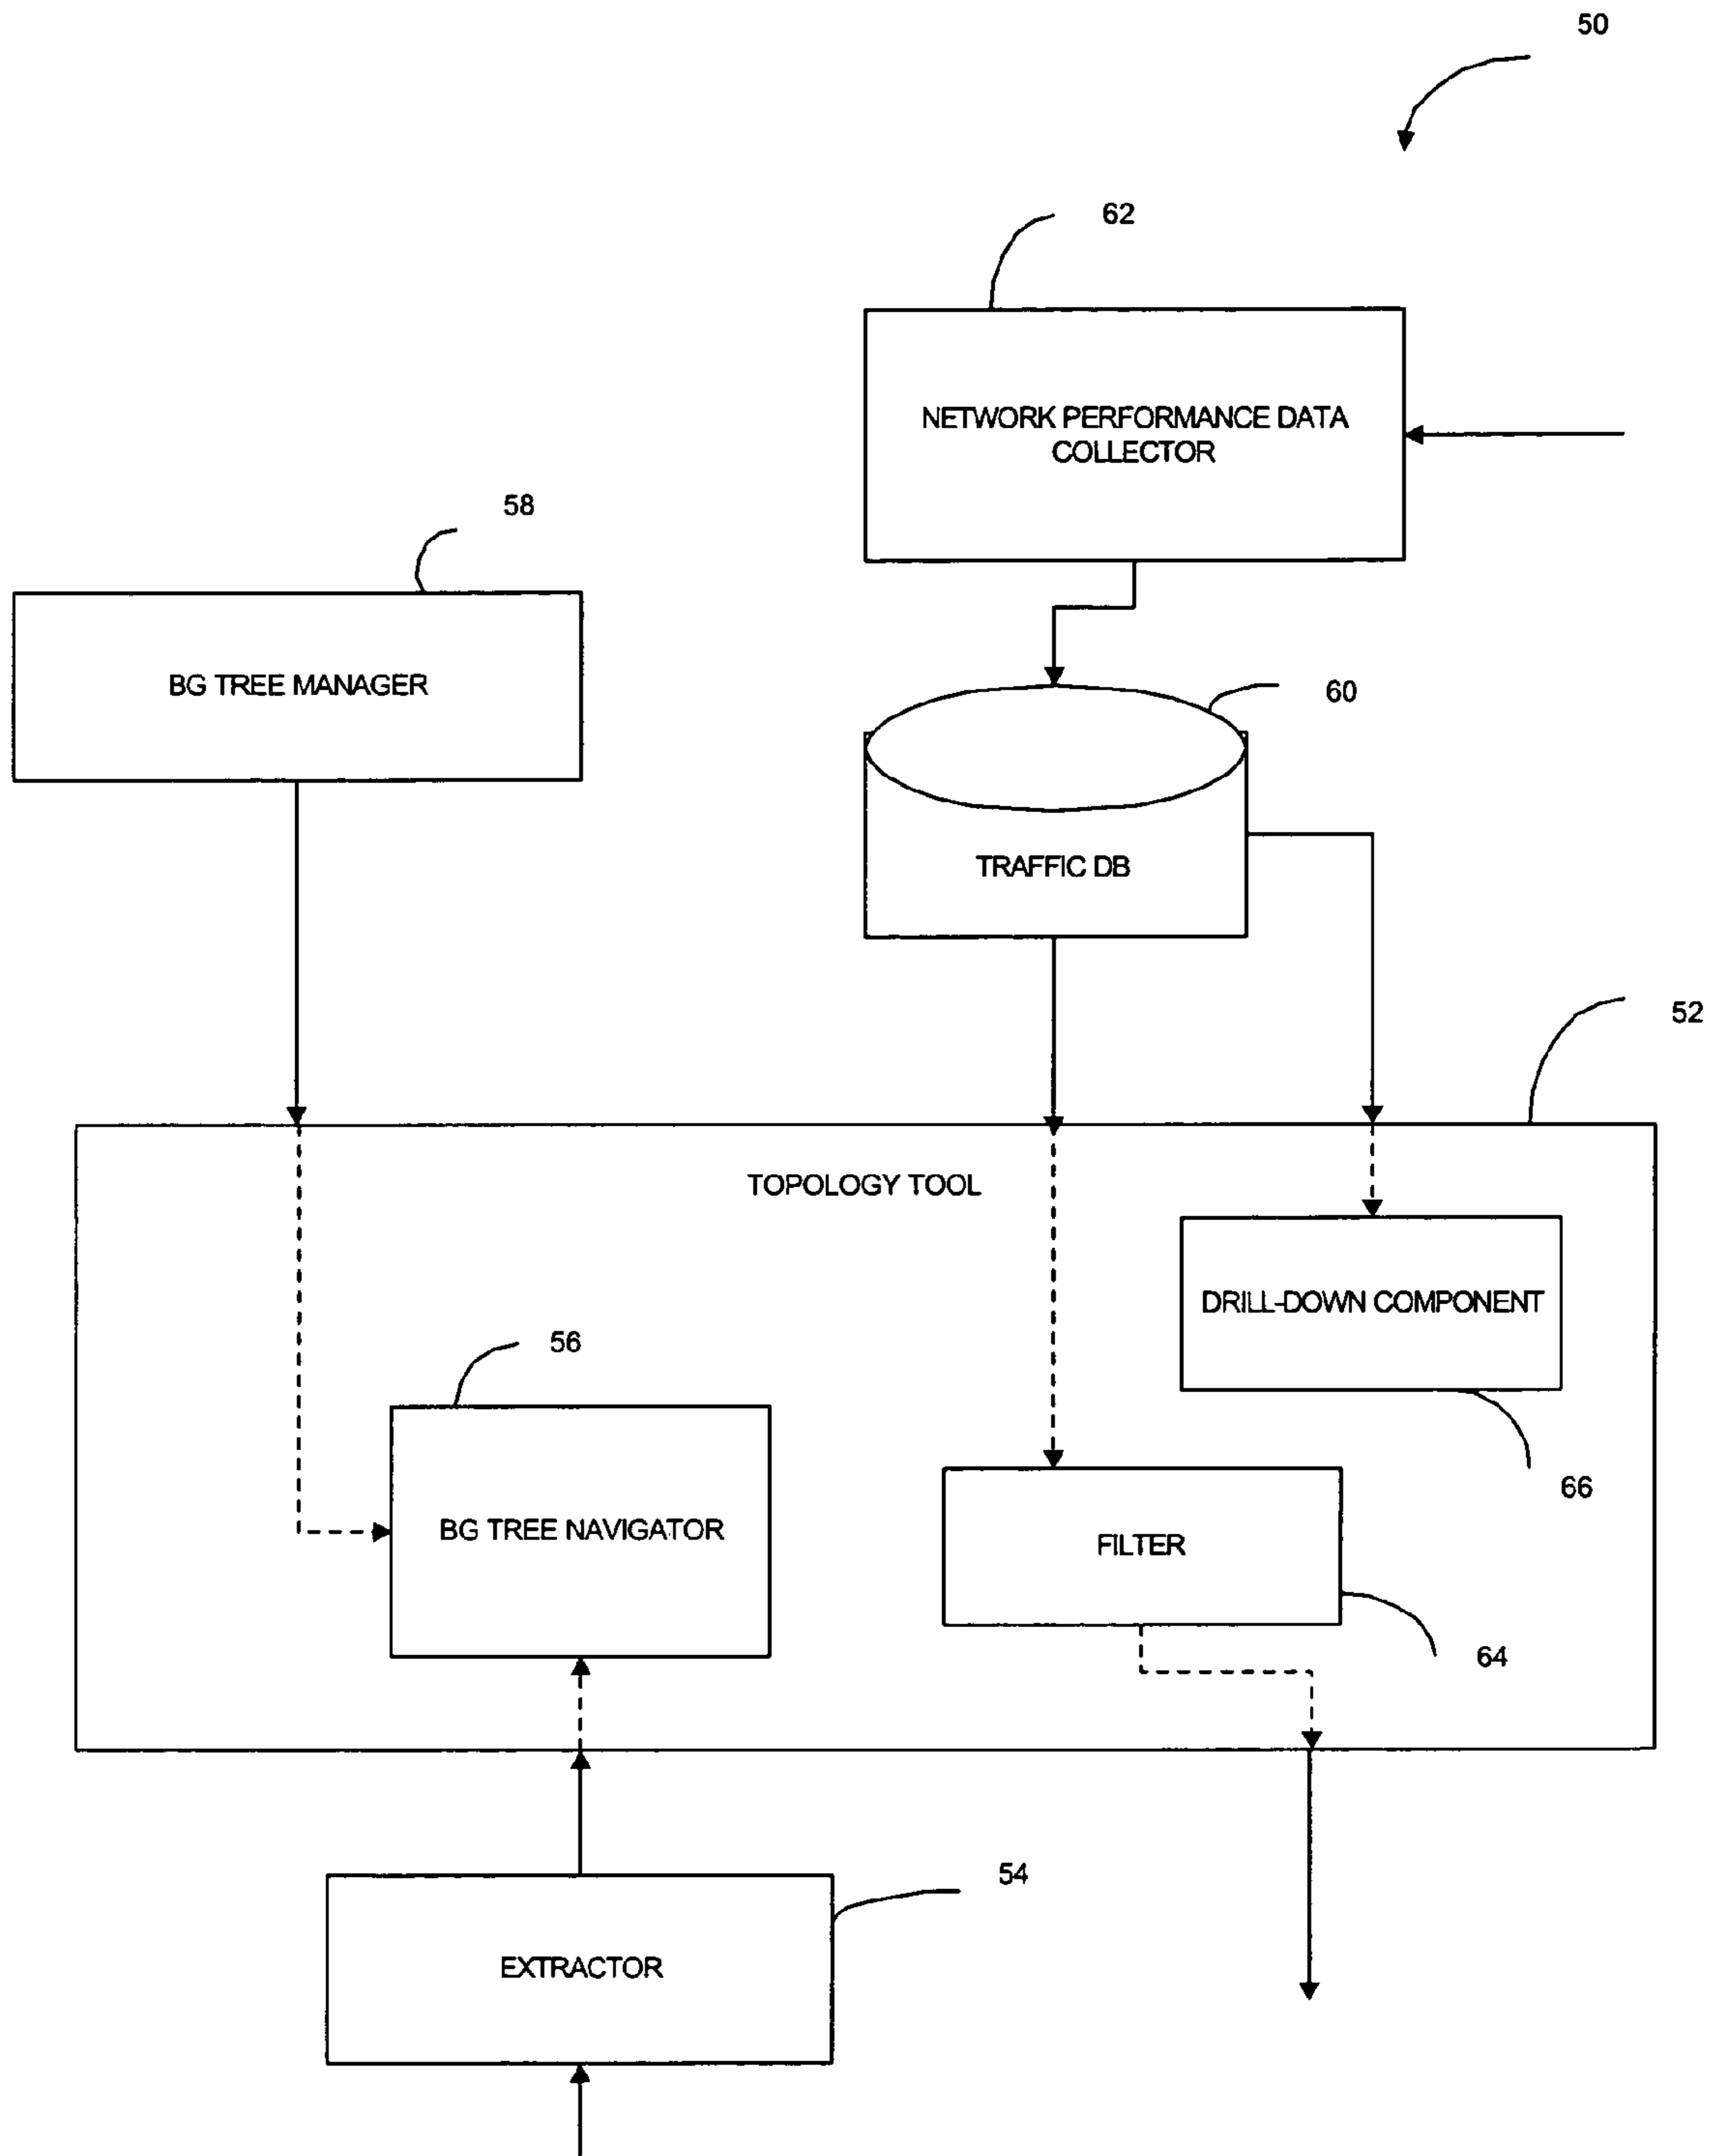 50
62
NETWORK PERFORMANCE DATA
COLLECTOR
58
BG TREE MANAGER
60
TRAFFIC DB
52
TOPOLOGY TOOL
DRILL-DOWN COMPONENT
56
66
BG TREE NAVIGATOR
FILTER
64
54
EXTRACTOR